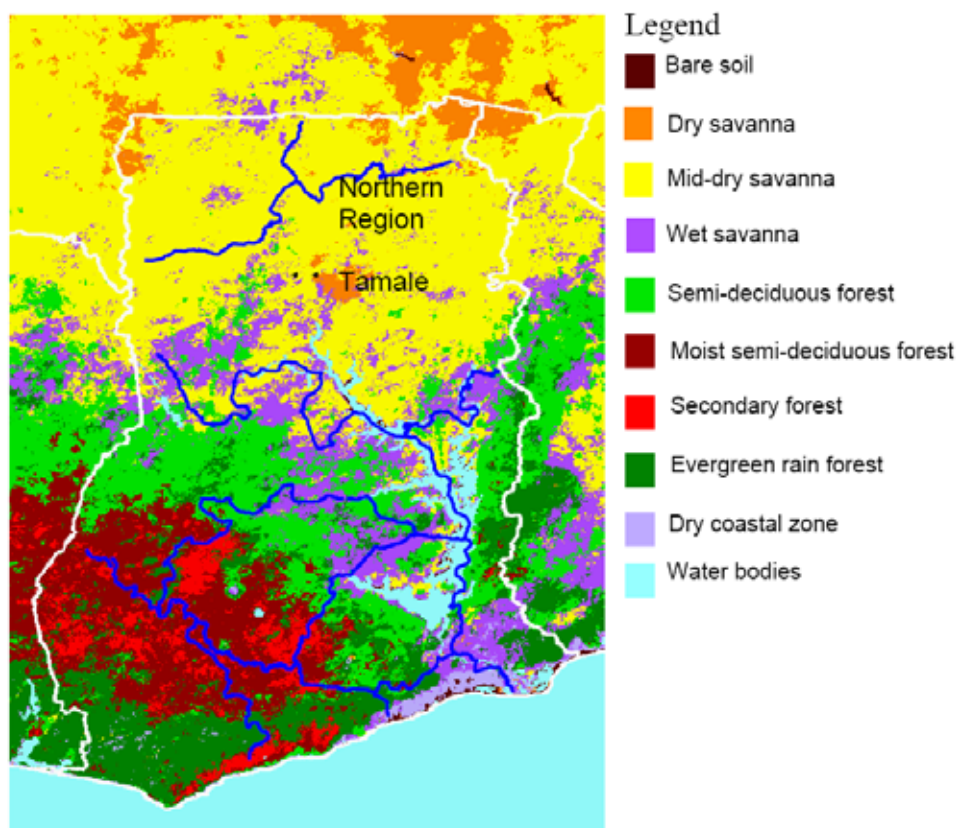 Legend
Bare soil
Dry savanna
Mid-dry savanna
Wet savanna
Semi-deciduous forest
Moist semi-deciduous forest
Secondary forest
Evergreen rain forest
Dry coastal zone
Water bodies
Northern
Region
Tamale